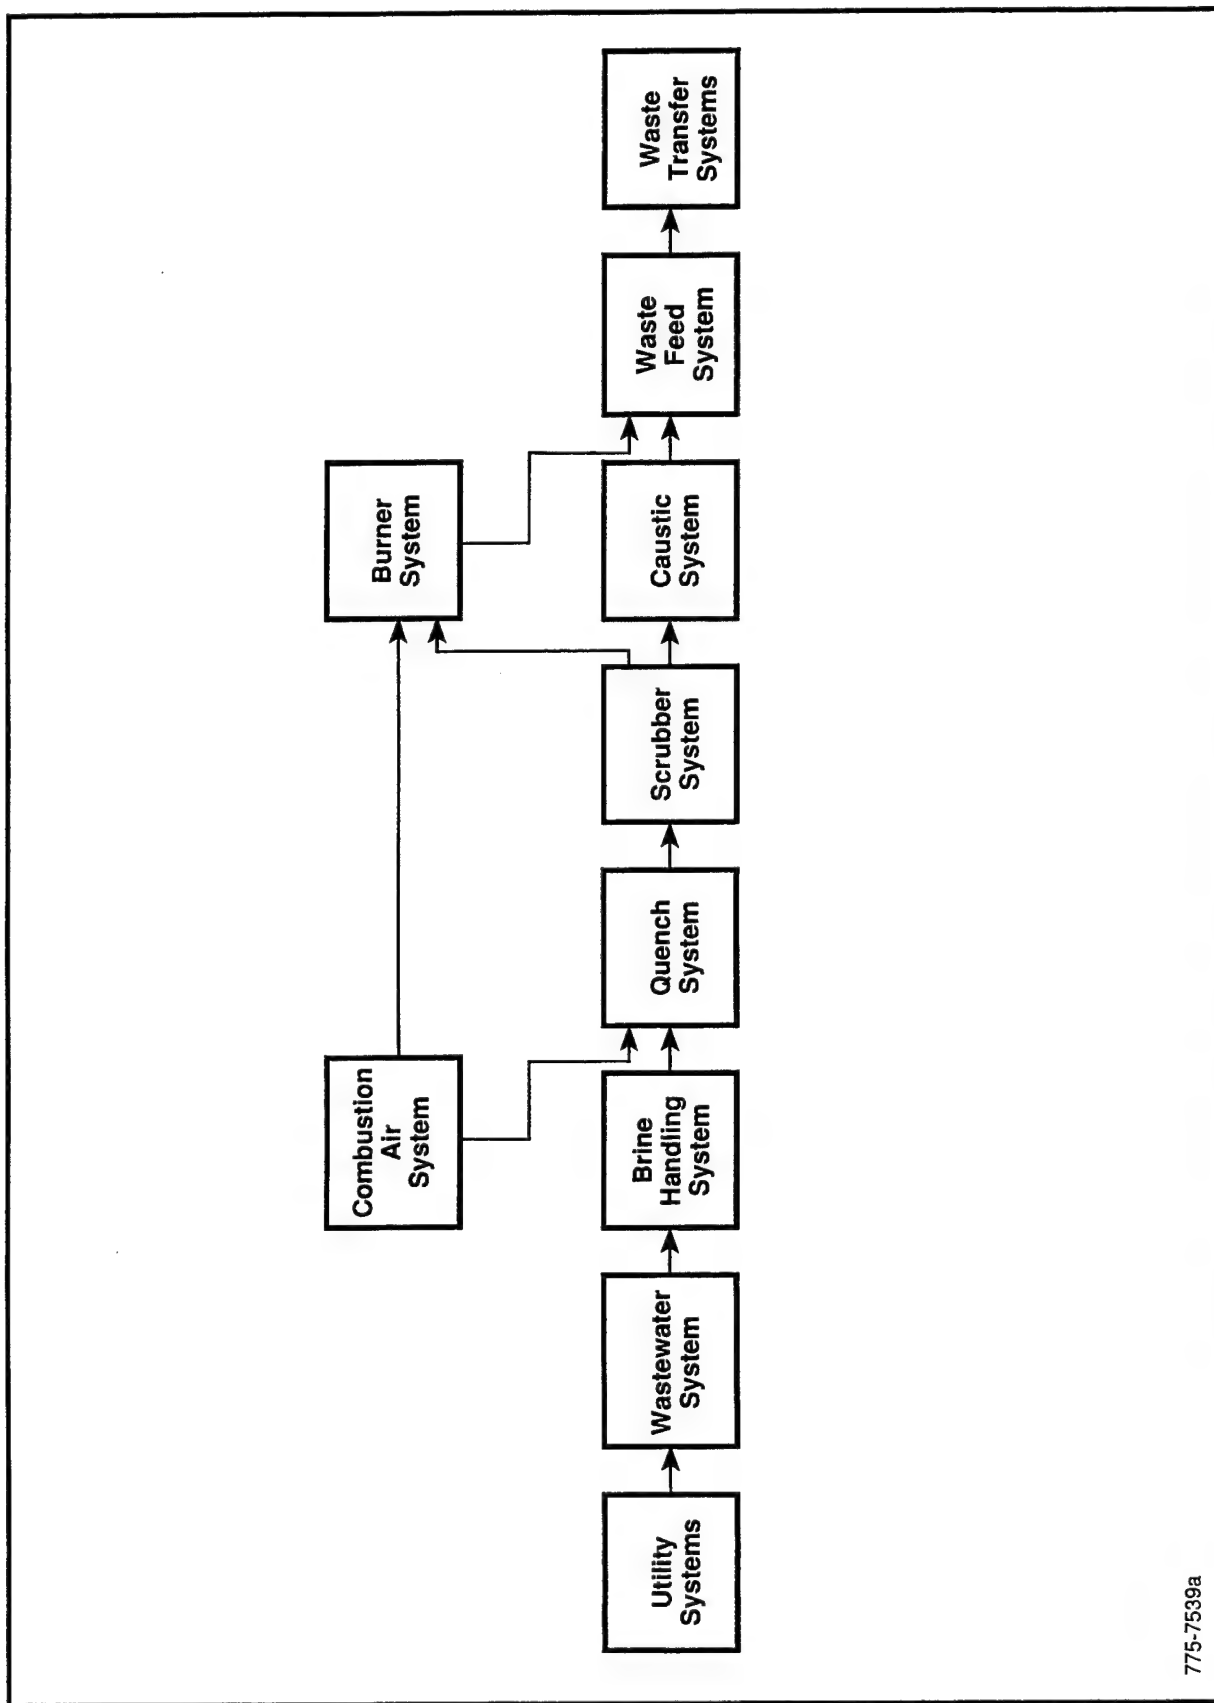 Combustion
Air
System
Burner
System
Utility
Systems
Wastewater
System
Brine
Handling
System
Quench
System
Scrubber
System
Caustic
System
Waste
Feed
System
Waste
Transfer
Systems
775-7539a